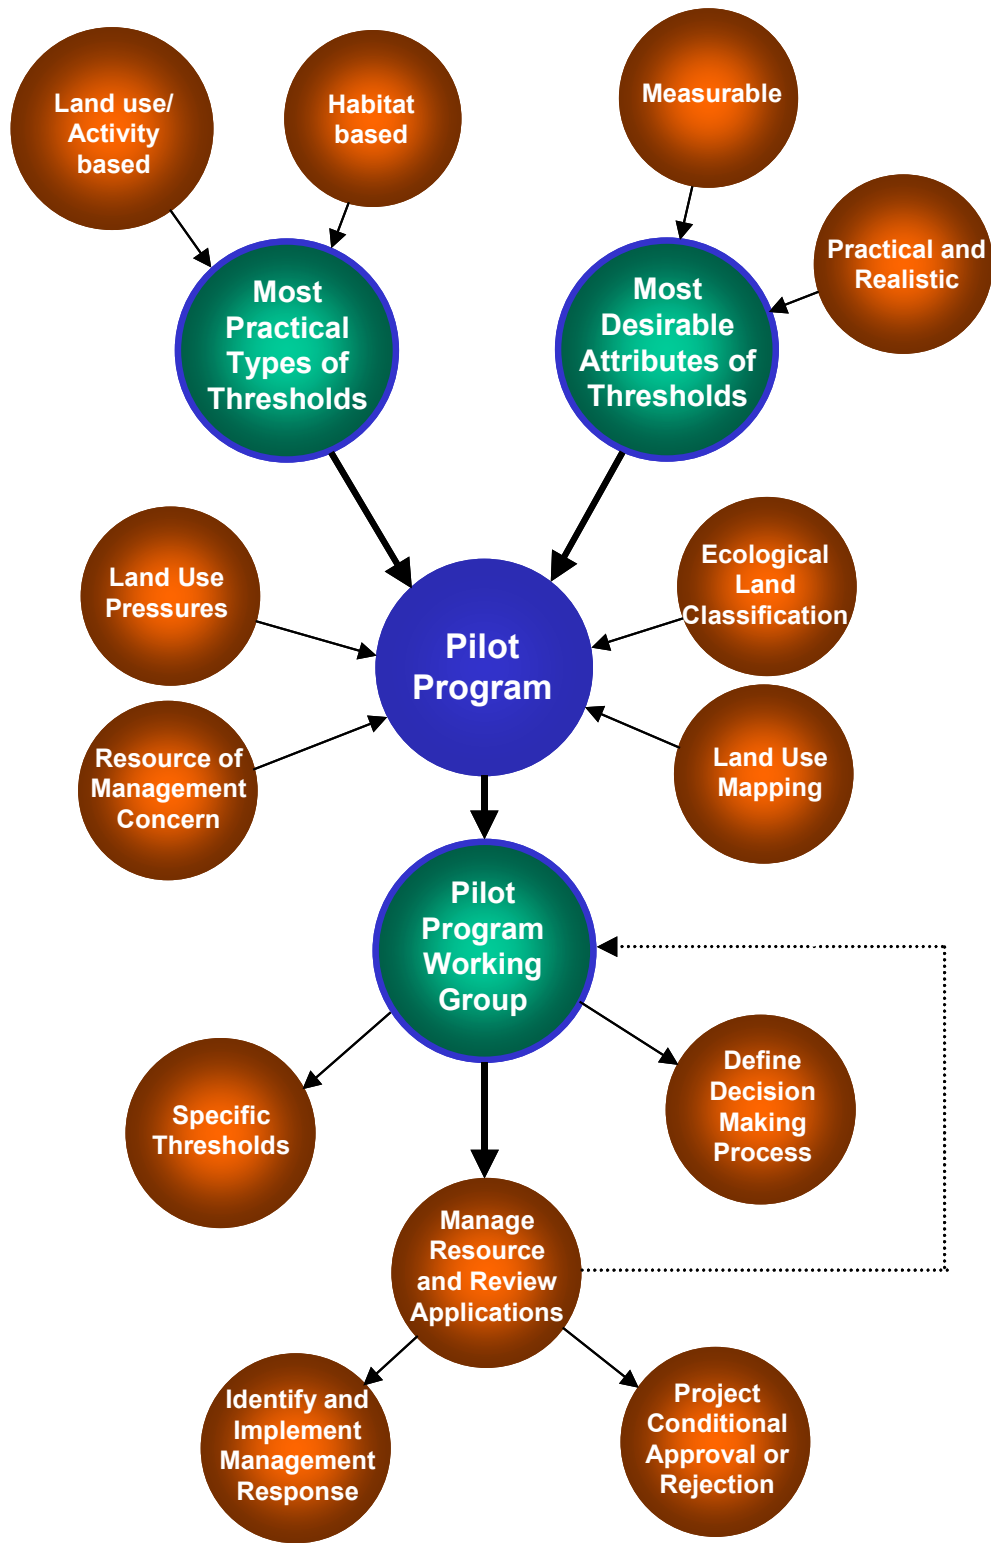 Land use/
Activity
based
Habitat
based
Measurable
Practical and
Realistic
Most
Practical
Types of
Thresholds
Most
Desirable
Attributes of
Thresholds
Land Use
Pressures
Ecological
Land
Classification
Pilot
Program
Resource of
Management
Concern
Land Use
Mapping
Pilot
Program
Working
Group
Specific
Thresholds
Define
Decision
Making
Process
Manage
Resource
and Review
Applications
Identify and
Implement
Management
Response
Project
Conditional
Approval or
Rejection